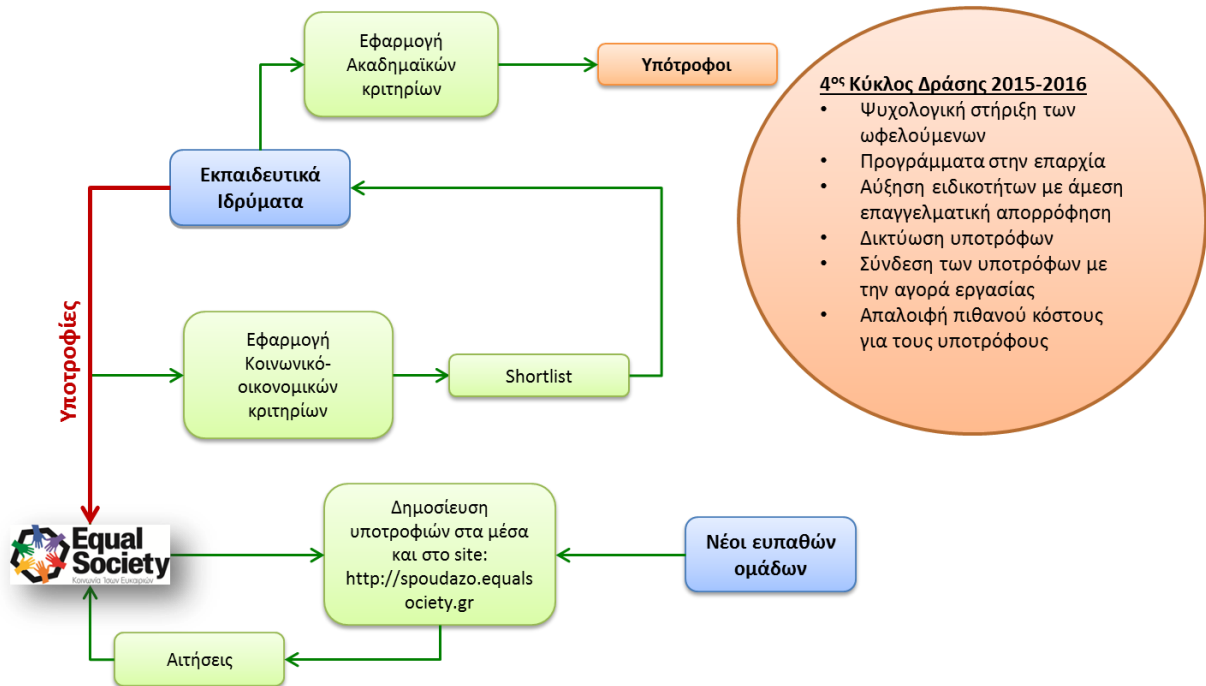 Εφαρμογή
Ακαδημαϊκών
κριτηρίων
Υπότροφοι
4ος Κύκλος Δράσης 2015-2016
• Ψυχολογική στήριξη των
ωφελούμενων
• Προγράμματα στην επαρχία
• Αύξηση ειδικοτήτων με άμεση
επαγγελματική απορρόφηση
• Δικτύωση υποτρόφων
• Σύνδεση των υποτρόφων με
την αγορά εργασίας
• Απαλοιφή πιθανού κόστους
για τους υποτρόφους
Εκπαιδευτικά
Ιδρύματα
Υποτροφίες
Εφαρμογή
Κοινωνικό-
οικονομικών
κριτηρίων
Shortlist
Equal
Society
Κοινωνία Ίσων Ευκαιριών
Δημοσίευση
υποτροφιών στα μέσα
και στο site:
http://spoudazo.equals
ociety.gr
Νέοι ευπαθών
ομάδων
Αιτήσεις